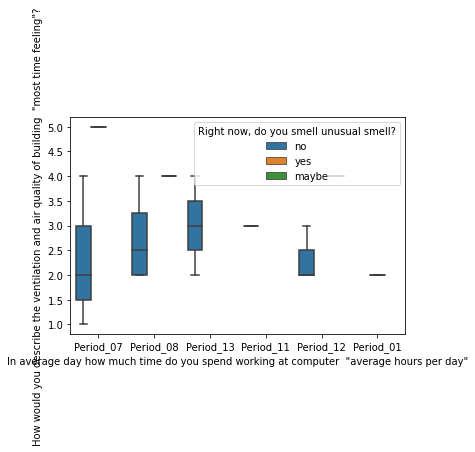 How would you describe the ventilation and air quality of building "most time feeling"?
5.0
4.5
4.0
3.5
3.0
2.5
2.0
1.5
1.0
Right now, do you smell unusual smell?
no
yes
maybe
Period_07 Period_08 Period_13 Period_11 Period_12 Period_01
In average day how much time do you spend working at computer "average hours per day"